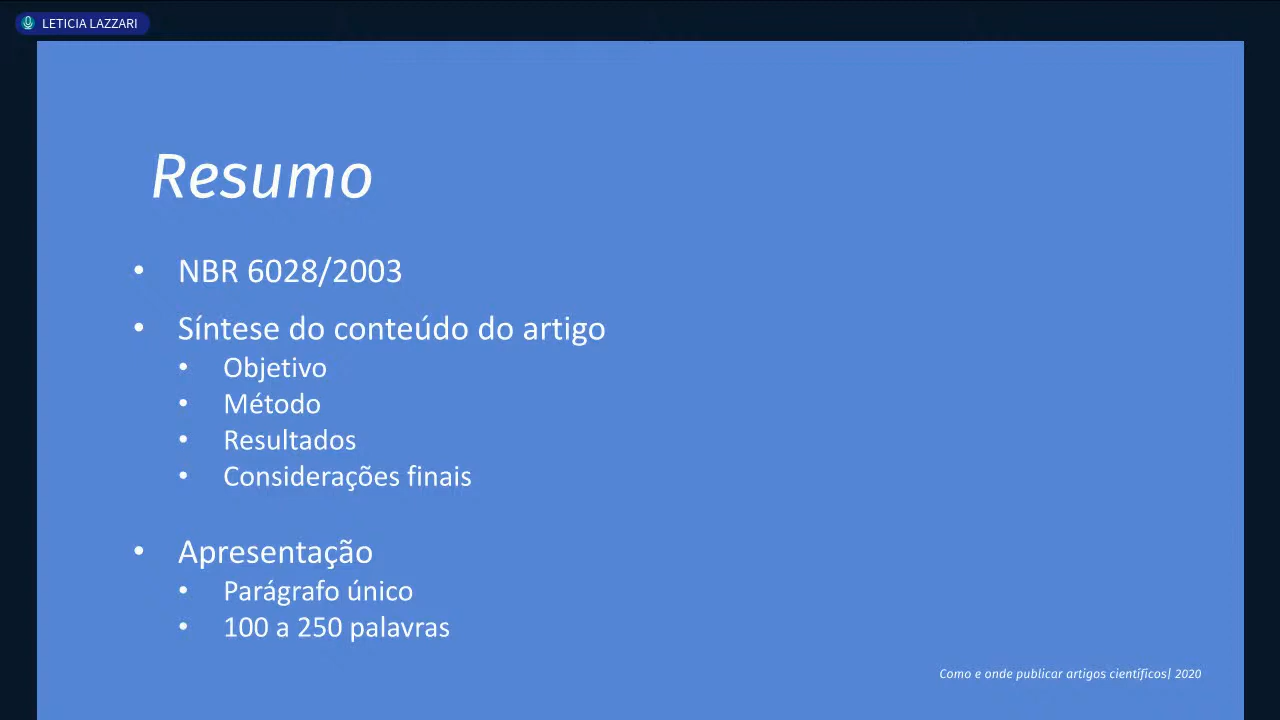 LETICIA LAZZARI
Resumo
• NBR 6028/2003
• Síntese do conteúdo do artigo
• Objetivo
• Método
• Resultados
• Considerações finais
• Apresentação
• Parágrafo único
• 100 a 250 palavras
Como e onde publicar artigos científicos| 2020